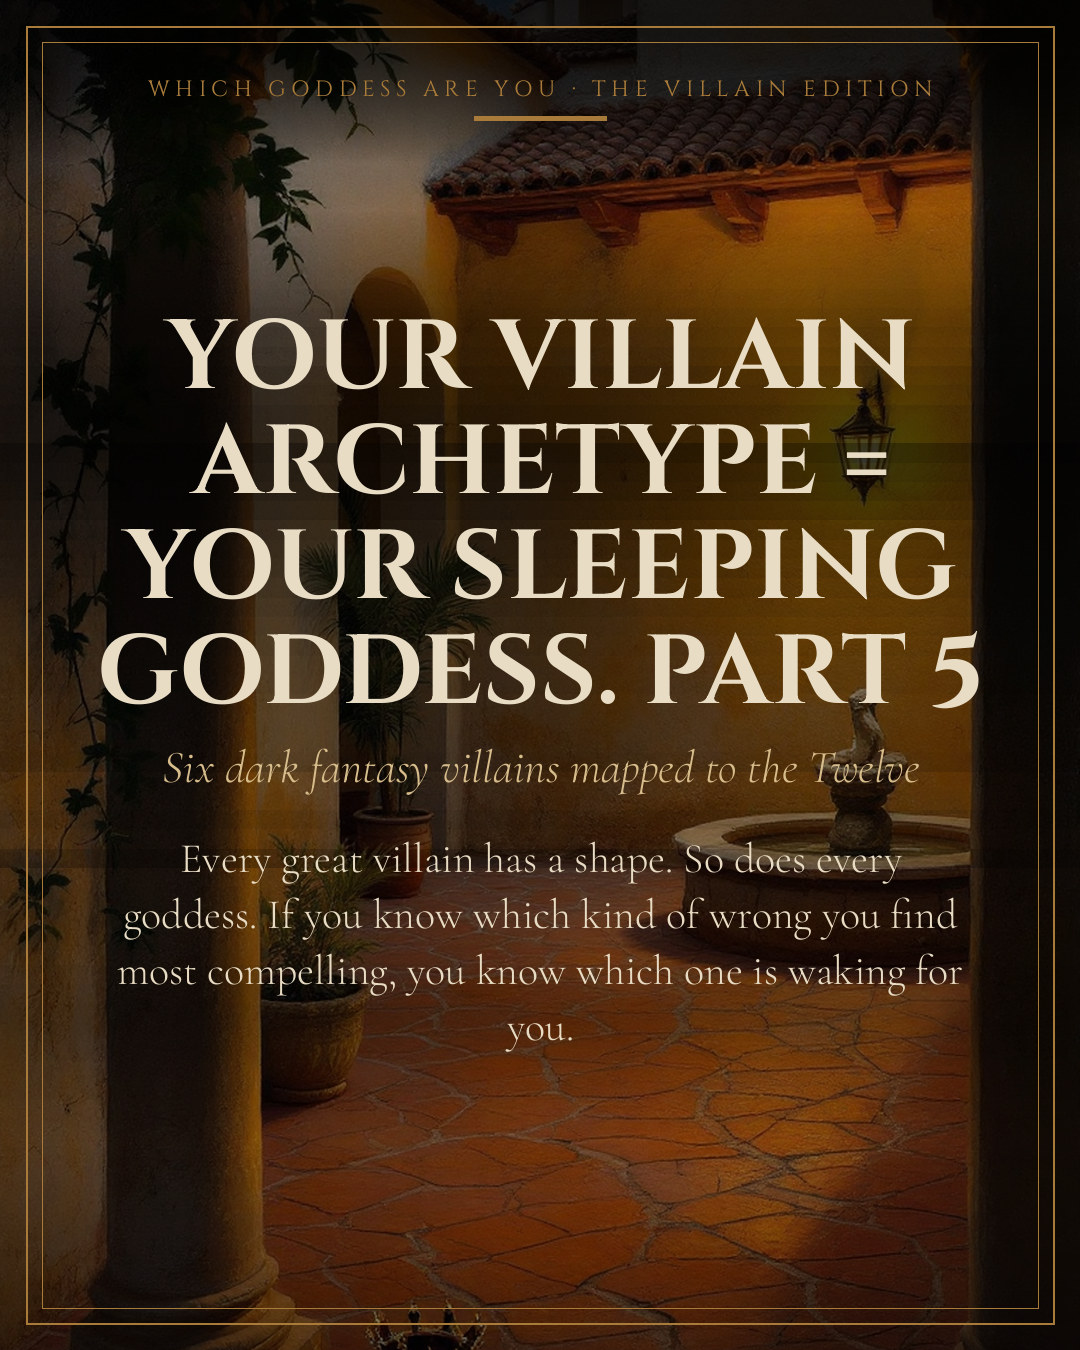 WHICH GODDESS ARE YOU · THE VILLAIN EDITION
YOUR VILLAIN
ARCHETYPE =
YOUR SLEEPING
GODDESS. PART 5
Six dark fantasy villains mapped to the Twelve
Every great villain has a shape. So does every
goddess. If you know which kind of wrong you find
most compelling, you know which one is waking for
you.